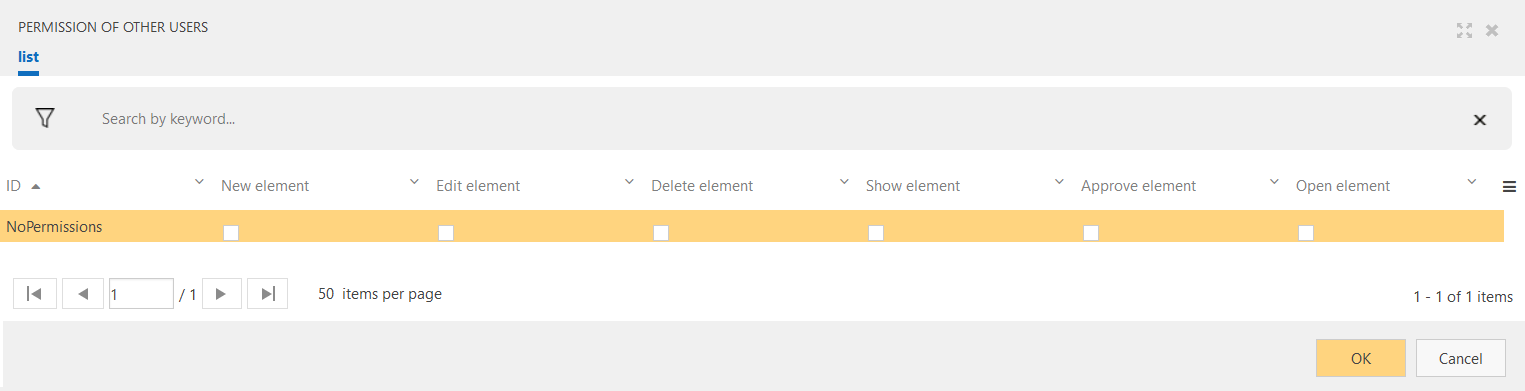 PERMISSION OF OTHER USERS
list
Search by keyword...
ID New element Edit element Delete element Show element Approve element Open element
NoPermissions
1 / 1 50 items per page 1 - 1 of 1 items
OK Cancel